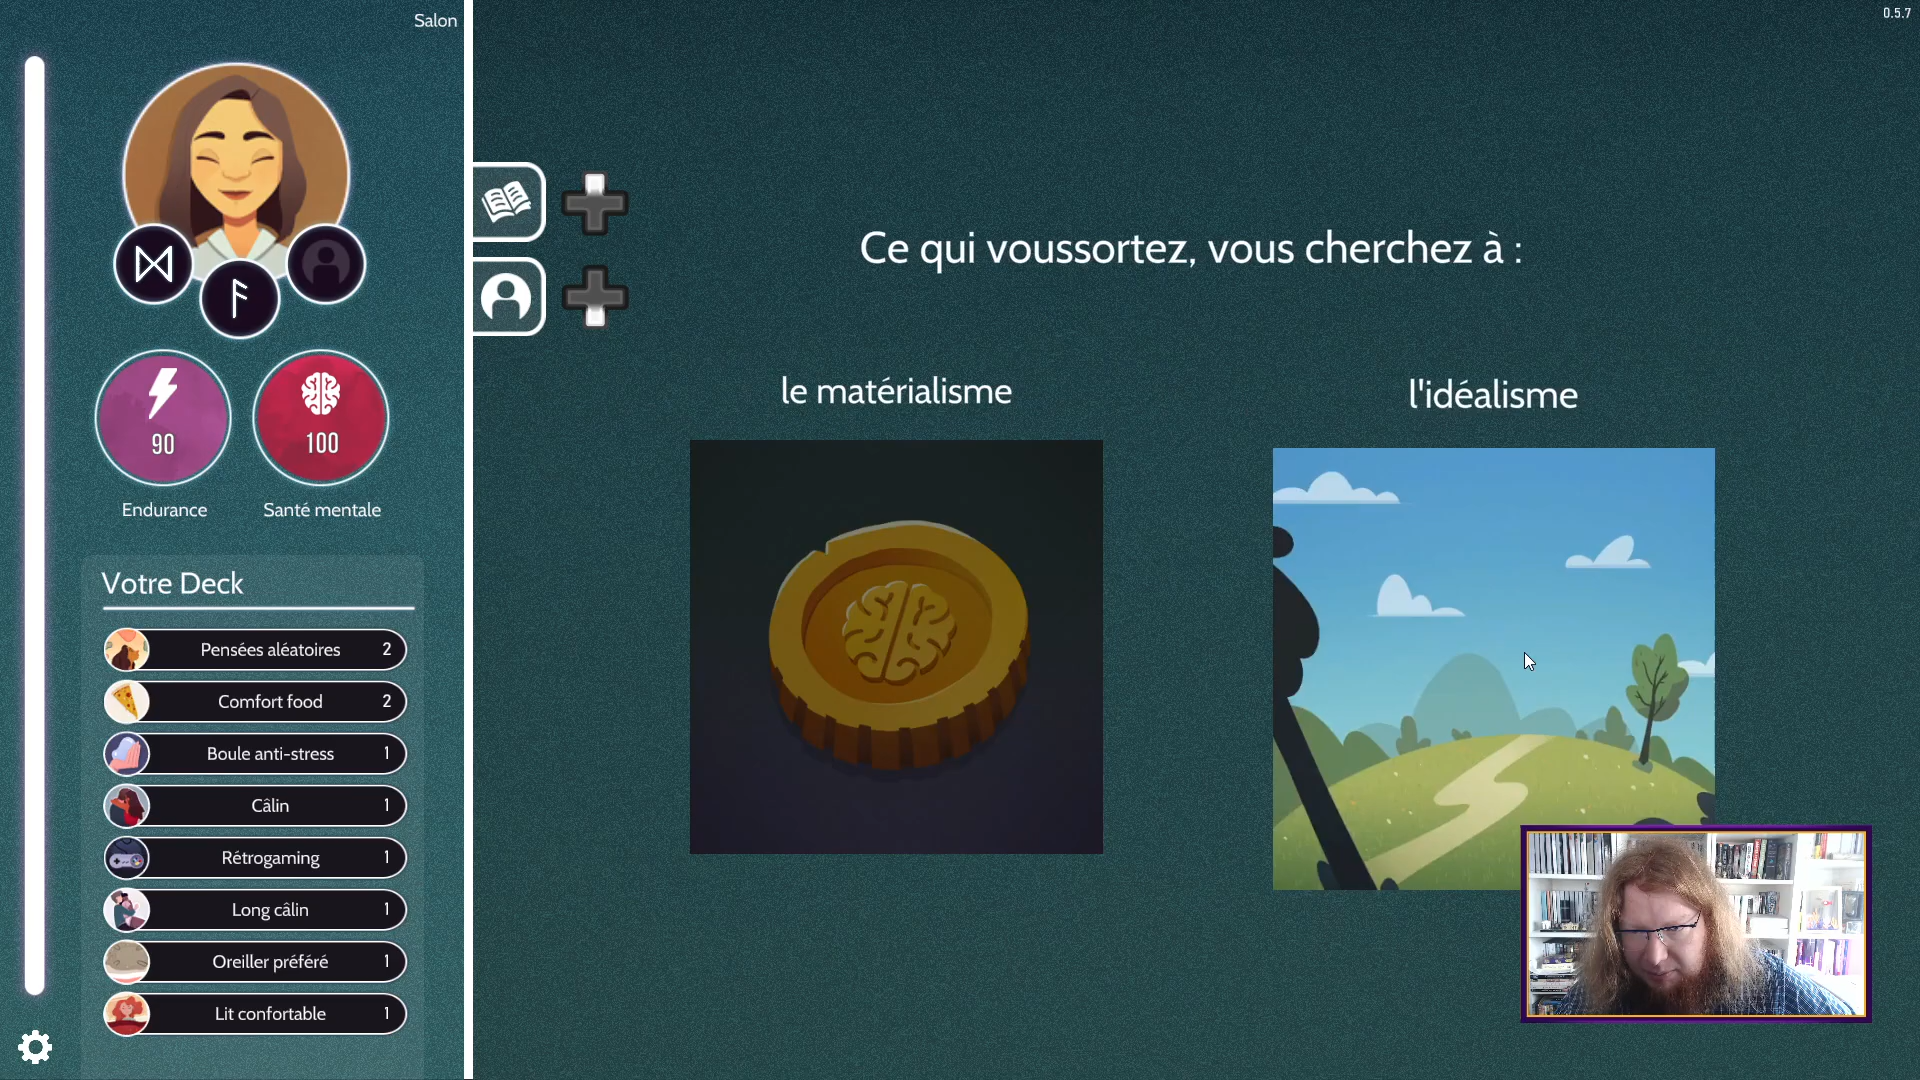 Salon
0.5.7
90
100
Endurance
Santé mentale
Votre Deck
Pensées aléatoires 2
Comfort food 2
Boule anti-stress 1
Câlin 1
Rétrogaming 1
Long câlin 1
Oreiller préféré 1
Lit confortable 1
Ce qui voussortez, vous cherchez à :
le matérialisme
l'idéalisme